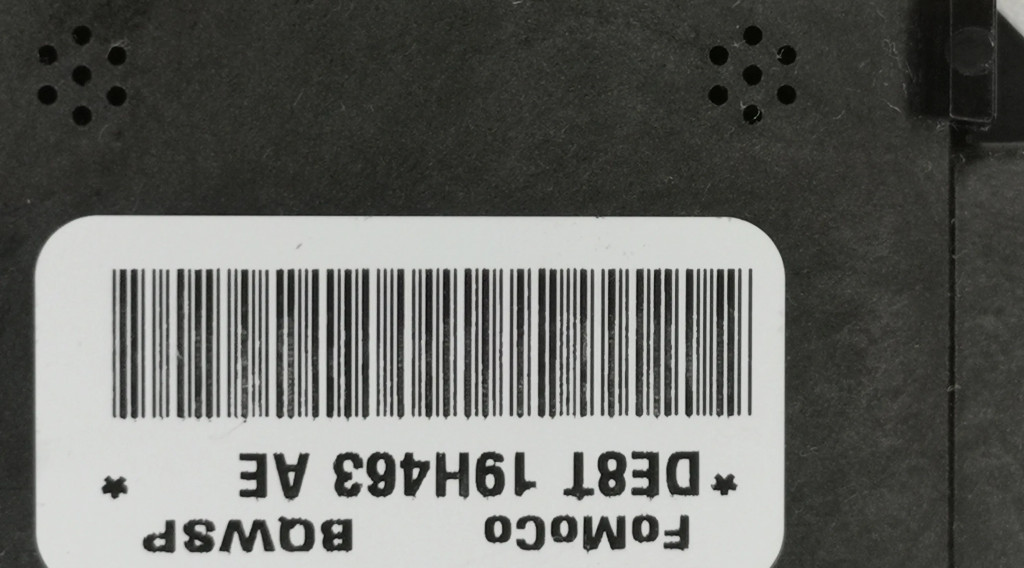 FoMoCo BQWSP
*DE8T 19H463 AE *